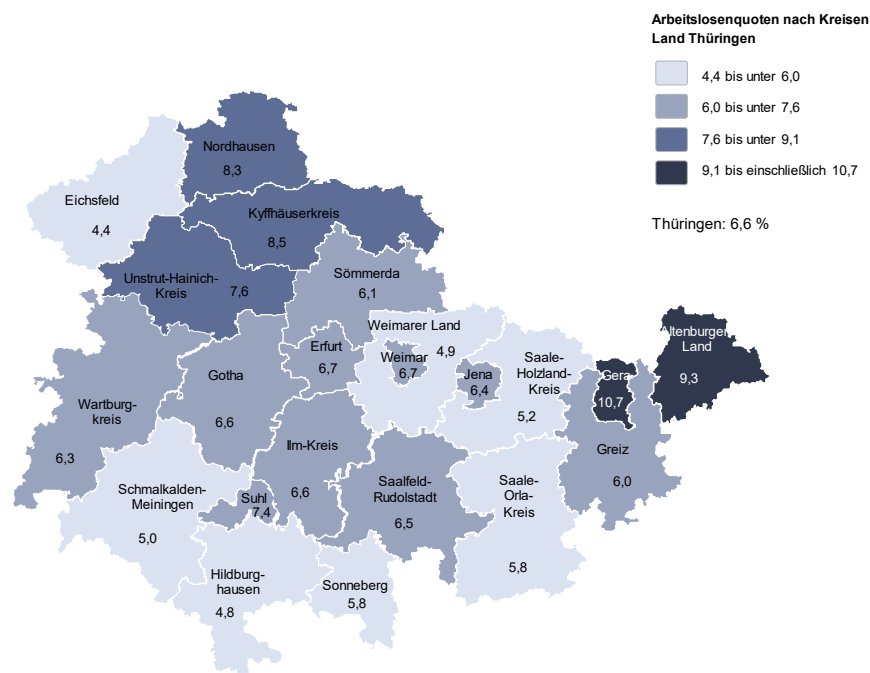 Arbeitslosenquoten nach Kreisen
Land Thüringen
4,4 bis unter 6,0
6,0 bis unter 7,6
7,6 bis unter 9,1
9,1 bis einschließlich 10,7
Thüringen: 6,6 %
Nordhausen
8,3
Eichsfeld
4,4
Kyffhäuserkreis
8,5
Unstrut-Hainich-
Kreis
7,6
Sömmerda
6,1
Weimarer Land
4,9
Weimar
6,7
Erfurt
6,7
Gotha
6,6
Wartburg-
kreis
6,3
Jena
6,4
Saale-
Holzland-
Kreis
5,2
Gera
10,7
Altenburger
Land
9,3
Greiz
6,0
Ilm-Kreis
6,6
Saalfeld-
Rudolstadt
6,5
Saale-
Orla-
Kreis
5,8
Schmalkalden-
Meiningen
5,0
Suhl
7,4
Hildburg-
hausen
4,8
Sonneberg
5,8